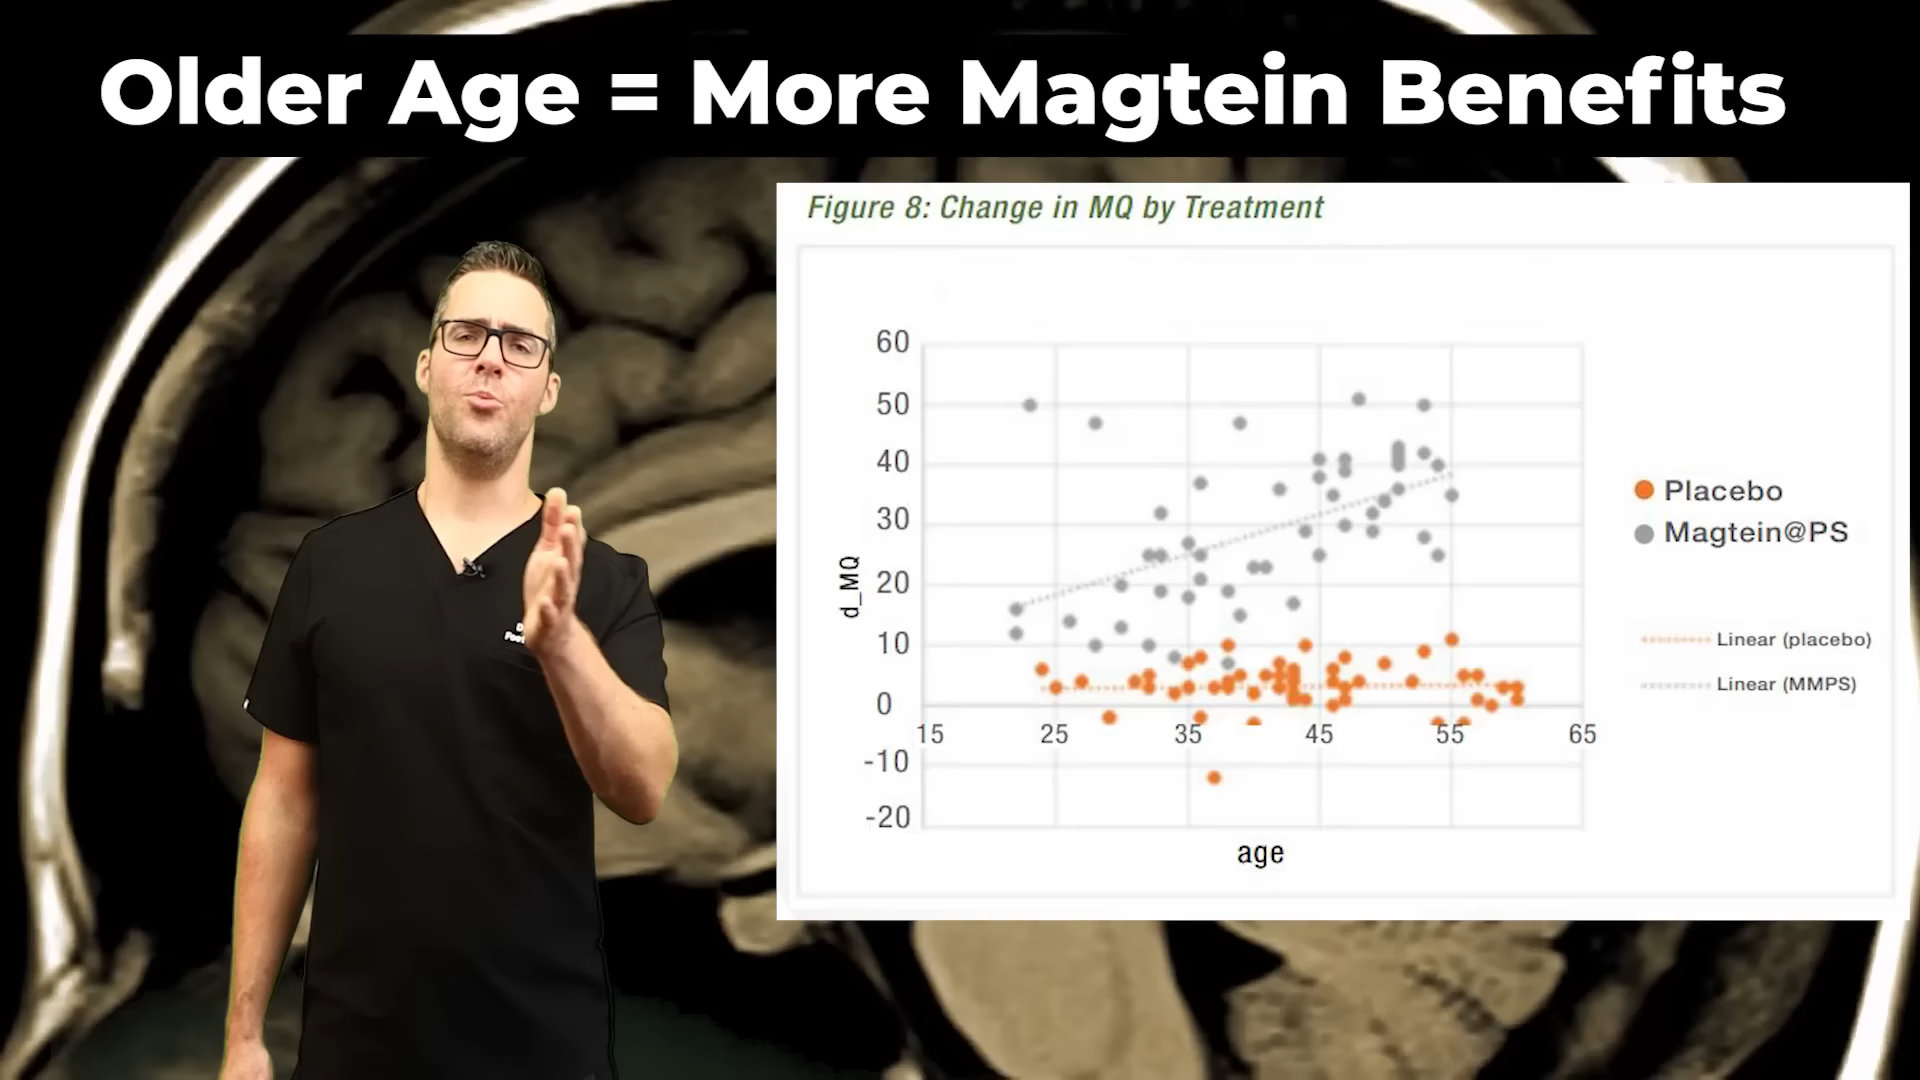 Older Age = More Magtein Benefits
Figure 8: Change in MQ by Treatment
60
50
40
30
20
10
0
-10
-20
d_MQ
15 25 35 45 55 65
age
Placebo
Magtein@PS
Linear (placebo)
Linear (MMPS)